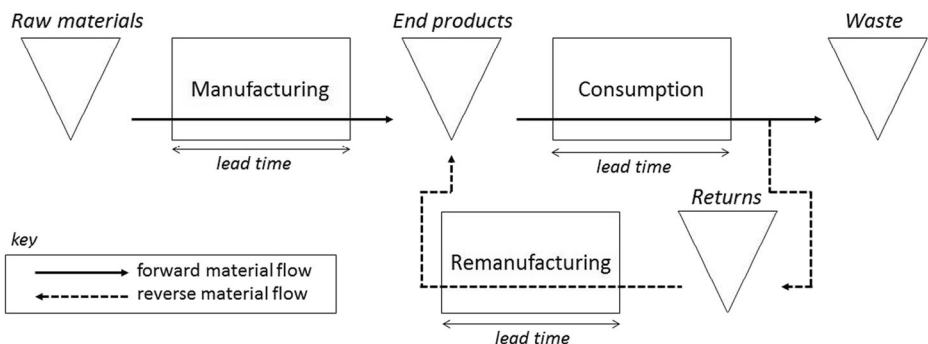 Raw materials
End products
Waste
Manufacturing
Consumption
lead time
lead time
Returns
key
Remanufacturing
forward material flow
reverse material flow
lead time